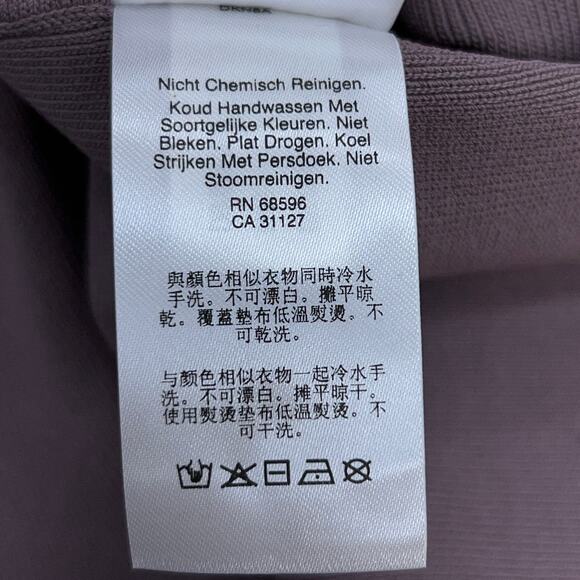 Nicht Chemisch Reinigen.
Koud Handwassen Met
Soortgelijke Kleuren. Niet
Bleken. Plat Drogen. Koel
Strijken Met Persdoek. Niet
Stoomreinigen.
RN 68596
CA 31127
與顏色相似衣物同時冷水
手洗。不可漂白。攤平晾
乾。覆蓋墊布低溫熨燙。不
可乾洗。
与颜色相似衣物一起冷水手
洗。不可漂白。摊平晾干。
使用熨烫垫布低温熨烫。不
可干洗。